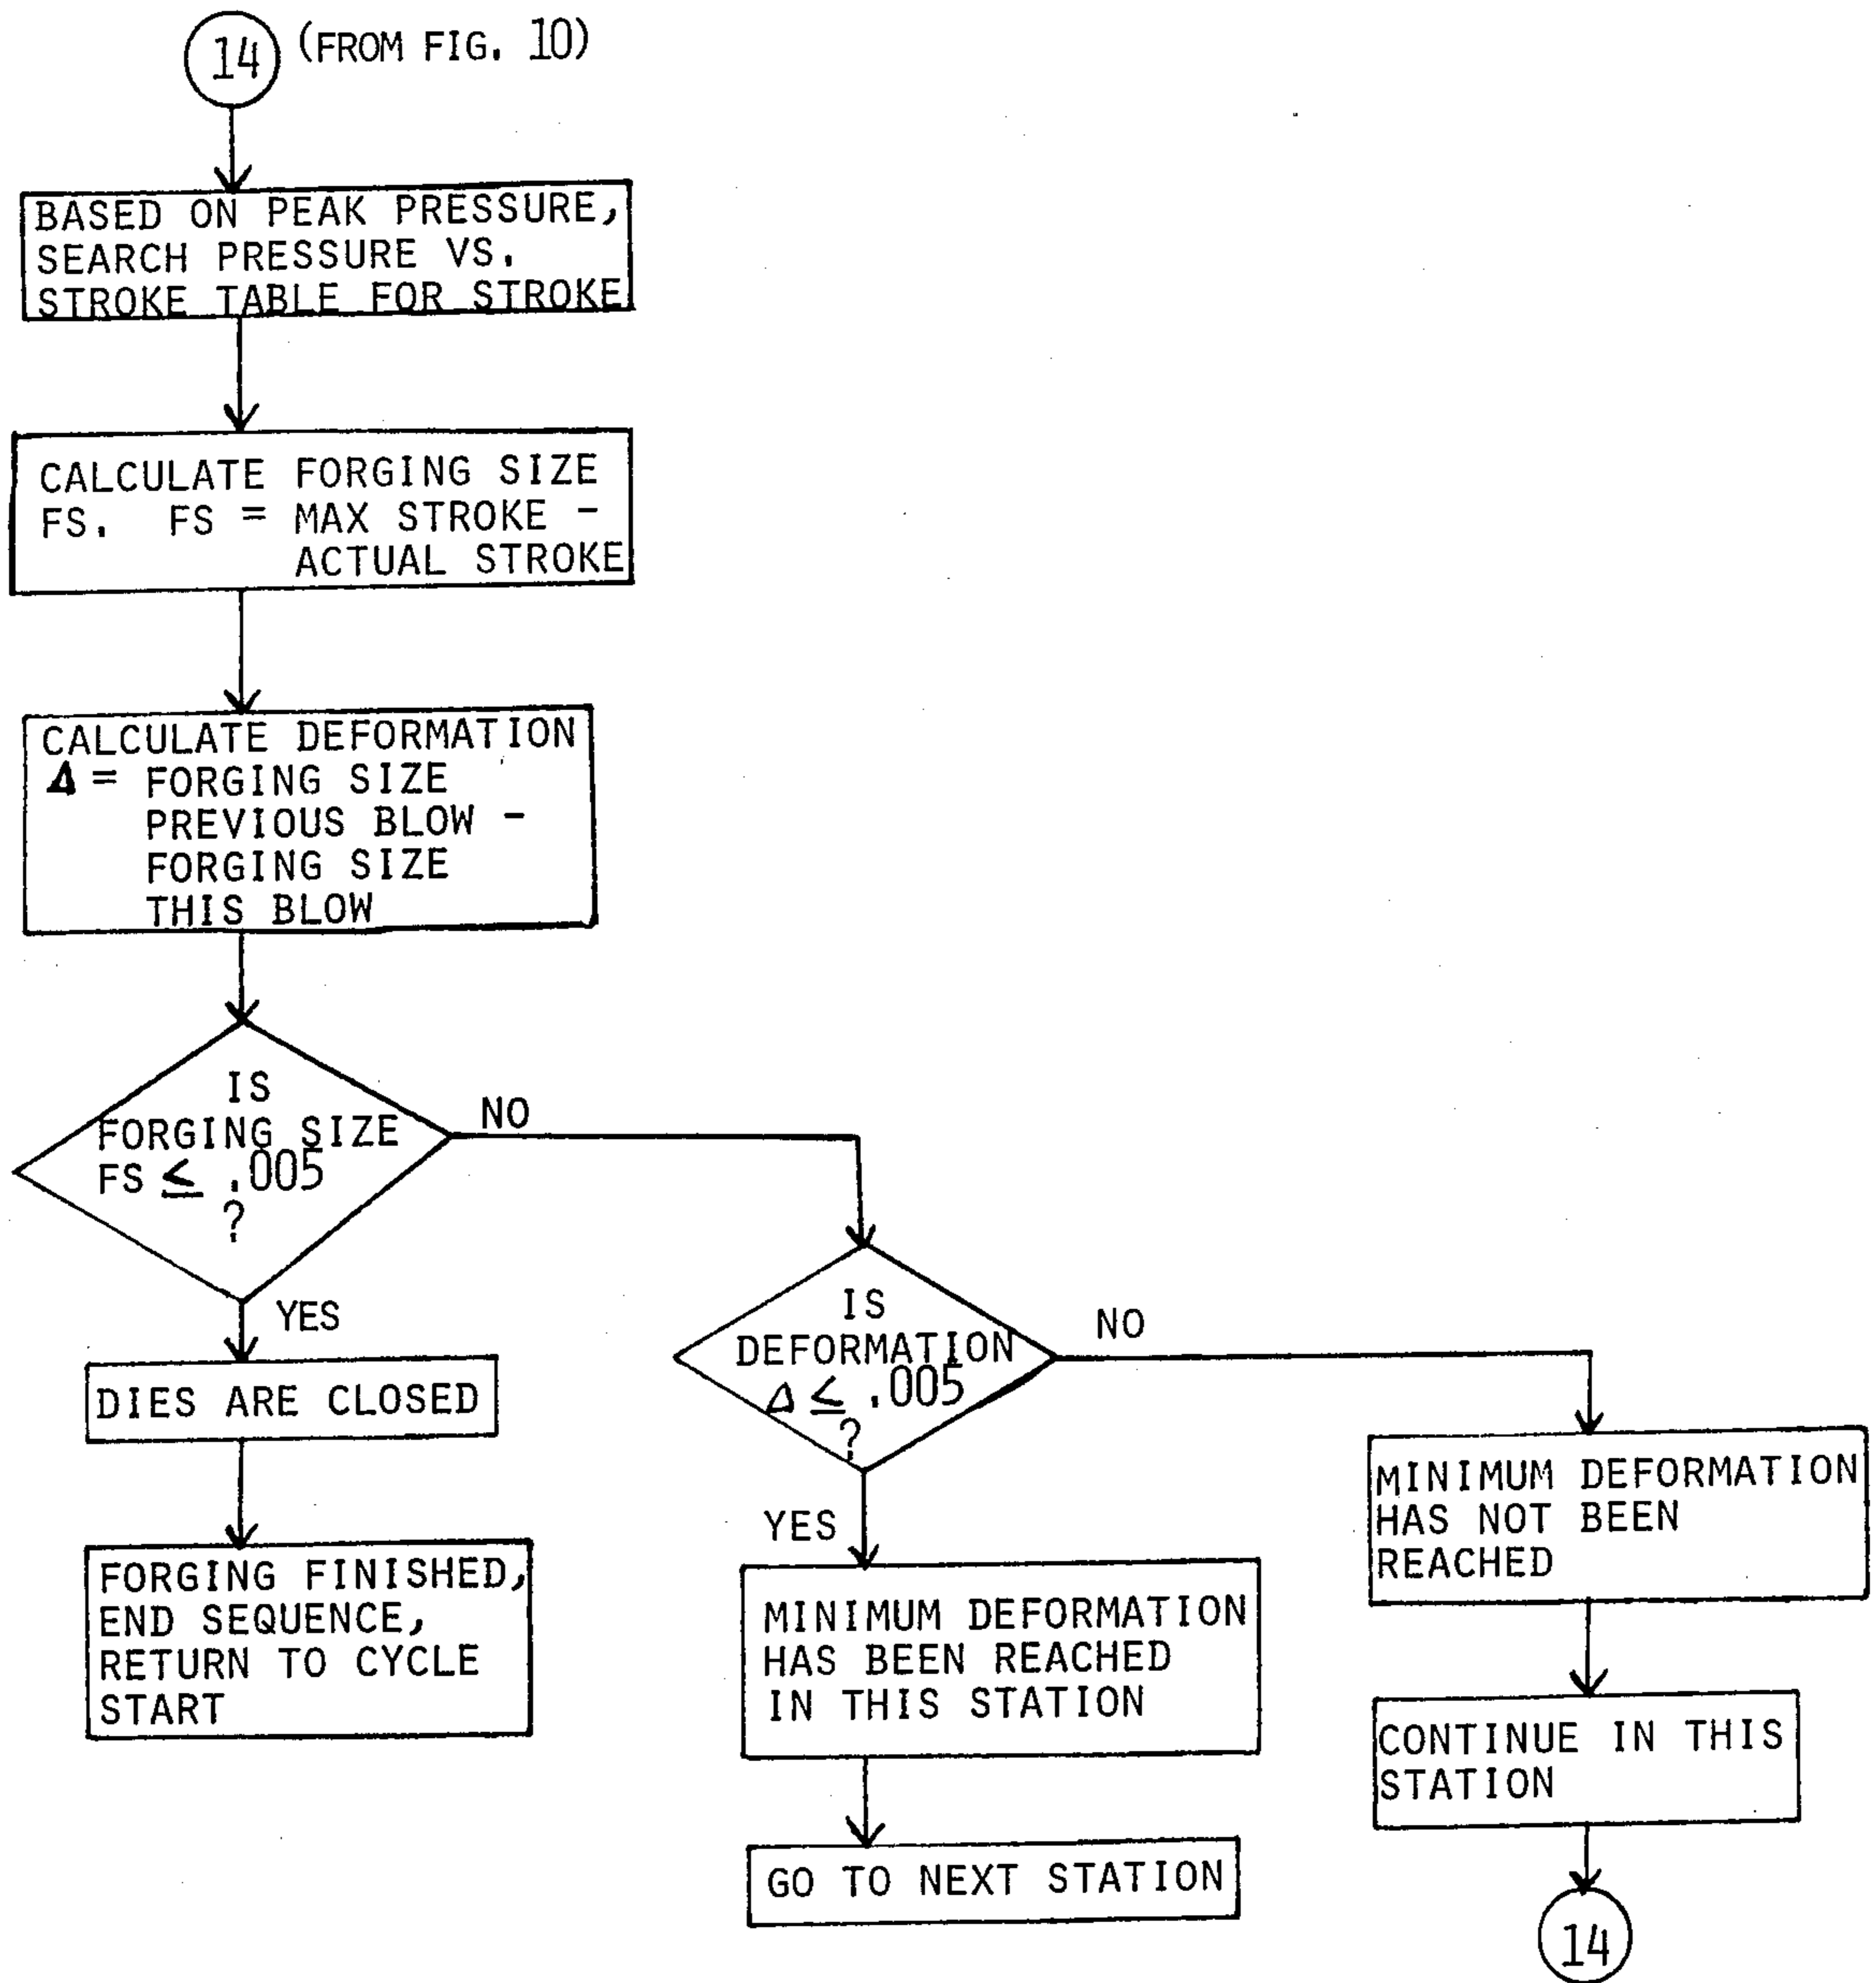 14 (FROM FIG. 10)
BASED ON PEAK PRESSURE,
SEARCH PRESSURE VS.
STROKE TABLE FOR STROKE
CALCULATE FORGING SIZE
FS. FS = MAX STROKE -
ACTUAL STROKE
CALCULATE DEFORMATION
Δ = FORGING SIZE
PREVIOUS BLOW -
FORGING SIZE
THIS BLOW
IS
FORGING SIZE
FS ≤ .005
?
NO
YES
DIES ARE CLOSED
FORGING FINISHED,
END SEQUENCE,
RETURN TO CYCLE
START
IS
DEFORMATION
Δ ≤ .005
?
NO
YES
MINIMUM DEFORMATION
HAS BEEN REACHED
IN THIS STATION
GO TO NEXT STATION
MINIMUM DEFORMATION
HAS NOT BEEN
REACHED
CONTINUE IN THIS
STATION
14